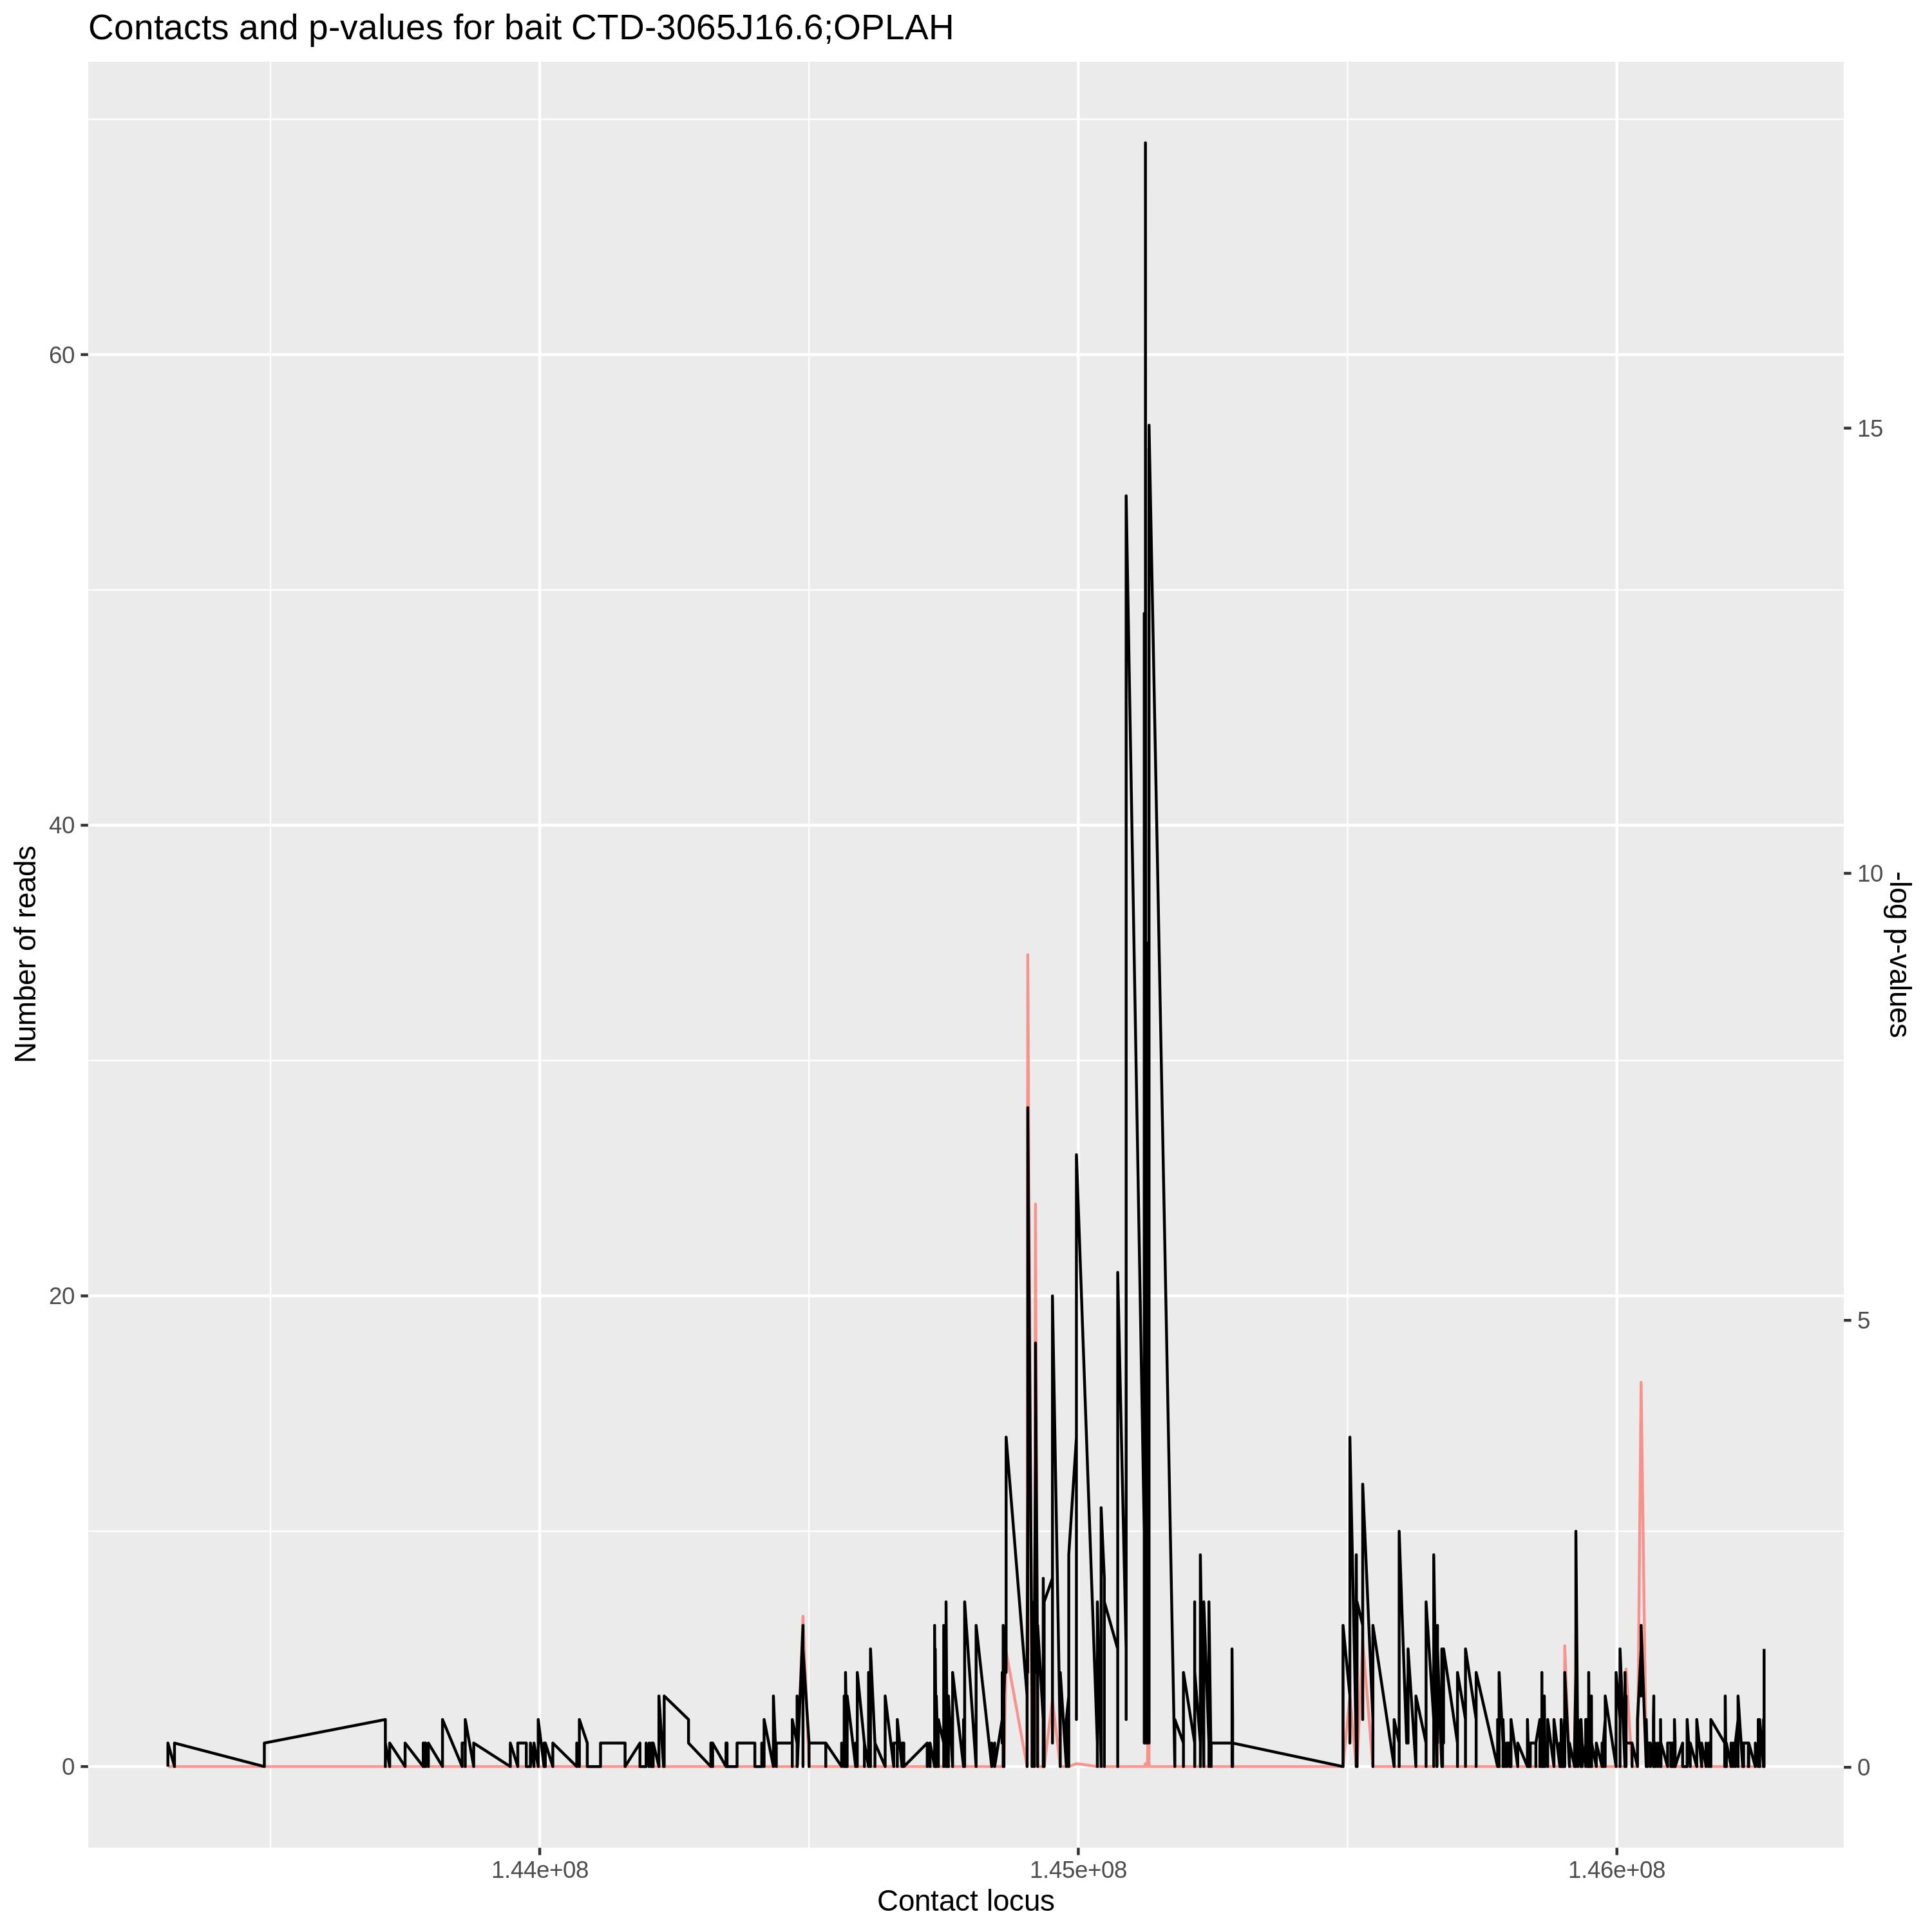 Contacts and p-values for bait CTD-3065J16.6;OPLAH
60
40
20
0
Number of reads
15
10
5
0
-log p-values
1.44e+08 1.45e+08 1.46e+08
Contact locus